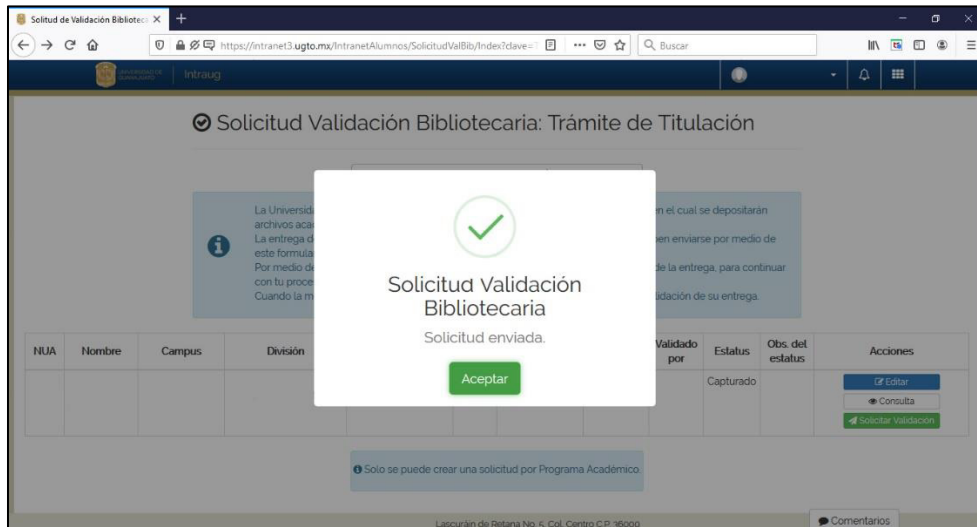 Solitud de Validación Bibliotec
https://intranet3.ugto.mx/IntranetAlumnos/SolicitudValBib/Index?clave=
Buscar
UNIVERSIDAD DE
GUANAJUATO
Intraug
Solicitud Validación Bibliotecaria: Trámite de Titulación
La Universid
en el cual se depositarán
archivos aca
La entrega d
en enviarse por medio de
este formula
Por medio de
de la entrega, para continuar
con tu proce
Cuando la m
idación de su entrega.
Solicitud Validación
Bibliotecaria
Solicitud enviada.
Aceptar
NUA Nombre Campus División Validado por Estatus Obs. del estatus Acciones
Capturado
Editar
Consulta
Solicitar Validación
Solo se puede crear una solicitud por Programa Académico.
Lascuráin de Retana No. 5, Col. Centro C.P. 36000
Comentarios